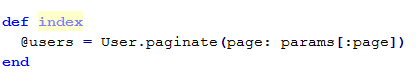 def index
  @users = User.paginate(page: params[:page])
end